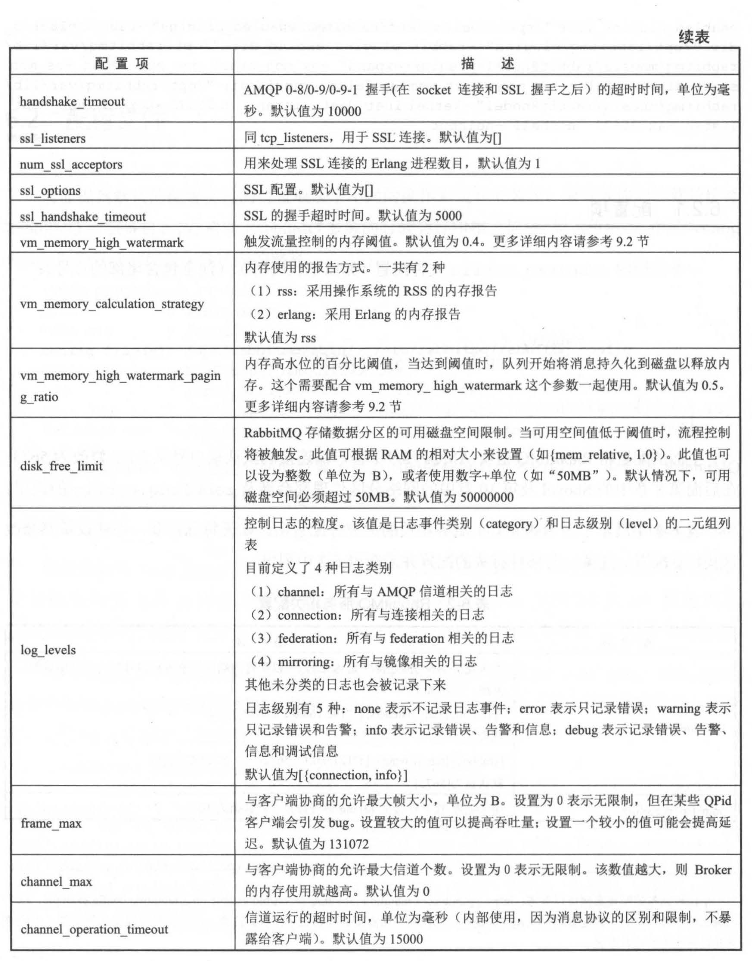 续表
配 置 项 描 述
handshake_timeout
AMQP 0-8/0-9/0-9-1 握手(在 socket 连接和 SSL 握手之后）的超时时间，单位为毫
秒。默认值为 10000
ssl_listeners
同 tcp_listeners，用于 SSL 连接。默认值为[]
num_ssl_acceptors
用来处理 SSL 连接的 Erlang 进程数目，默认值为 1
ssl_options
SSL 配置。默认值为[]
ssl_handshake_timeout
SSL 的握手超时时间。默认值为 5000
vm_memory_high_watermark
触发流量控制的内存阈值。默认值为 0.4。更多详细内容请参考 9.2 节
vm_memory_calculation_strategy
内存使用的报告方式。一共有 2 种
（1）rss：采用操作系统的 RSS 的内存报告
（2）erlang：采用 Erlang 的内存报告
默认值为 rss
vm_memory_high_watermark_pagin
g_ratio
内存高水位的百分比阈值，当达到阈值时，队列开始将消息持久化到磁盘以释放内
存。这个需要配合 vm_memory_ high_watermark 这个参数一起使用。默认值为 0.5。
更多详细内容请参考 9.2 节
disk_free_limit
RabbitMQ 存储数据分区的可用磁盘空间限制。当可用空间值低于阈值时，流程控制
将被触发。此值可根据 RAM 的相对大小来设置（如{mem_relative, 1.0}）。此值也可
以设为整数（单位为 B），或者使用数字+单位（如“50MB”）。默认情况下，可用
磁盘空间必须超过 50MB。默认值为 50000000
log_levels
控制日志的粒度。该值是日志事件类别（category）和日志级别（level）的二元组列
表
目前定义了 4 种日志类别
（1）channel：所有与 AMQP 信道相关的日志
（2）connection：所有与连接相关的日志
（3）federation：所有与 federation 相关的日志
（4）mirroring：所有与镜像相关的日志
其他未分类的日志也会被记录下来
日志级别有 5 种：none 表示不记录日志事件；error 表示只记录错误；warning 表示
只记录错误和告警；info 表示记录错误、告警和信息；debug 表示记录错误、告警、
信息和调试信息
默认值为[{connection, info}]
frame_max
与客户端协商的允许最大帧大小，单位为 B。设置为 0 表示无限制，但在某些 QPid
客户端会引发 bug。设置较大的值可以提高吞吐量；设置一个较小的值可能会提高延
迟。默认值为 131072
channel_max
与客户端协商的允许最大信道个数。设置为 0 表示无限制。该数值越大，则 Broker
的内存使用就越高。默认值为 0
channel_operation_timeout
信道运行的超时时间，单位为毫秒（内部使用，因为消息协议的区别和限制，不暴
露给客户端）。默认值为 15000